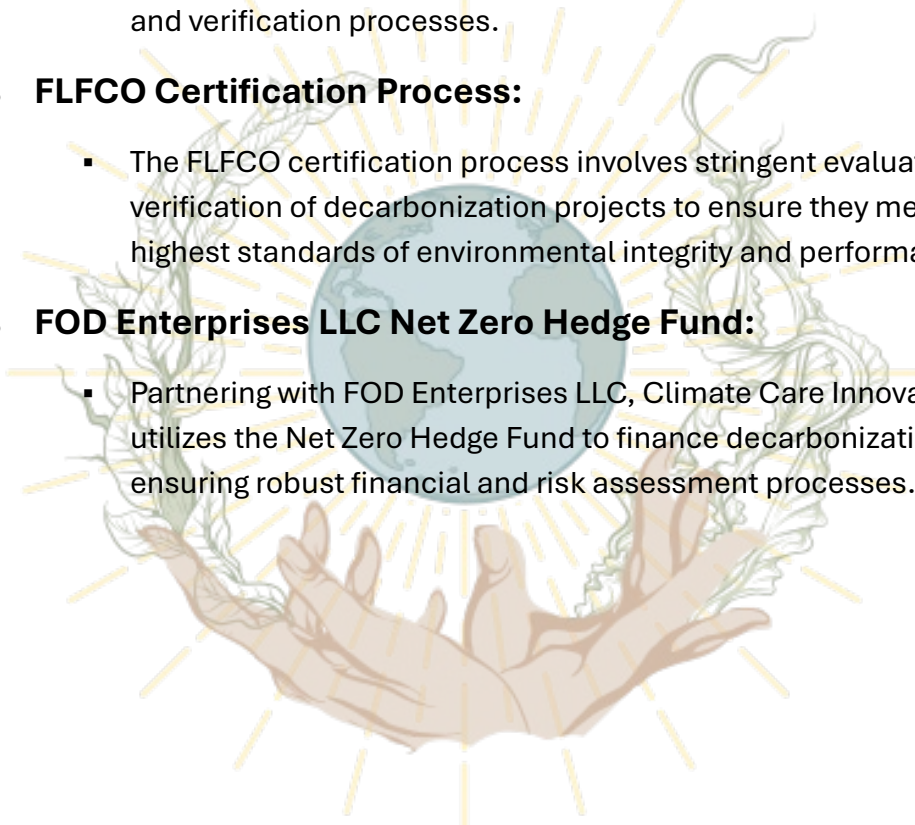 and verification processes.
FLFCO Certification Process:
▪ The FLFCO certification process involves stringent
verification of decarbonization projects to ensure they
highest standards of environmental integrity and
FOD Enterprises LLC Net Zero Hedge Fund:
▪ Partnering with FOD Enterprises LLC, Climate Care
utilizes the Net Zero Hedge Fund to finance
ensuring robust financial and risk assessment processes.